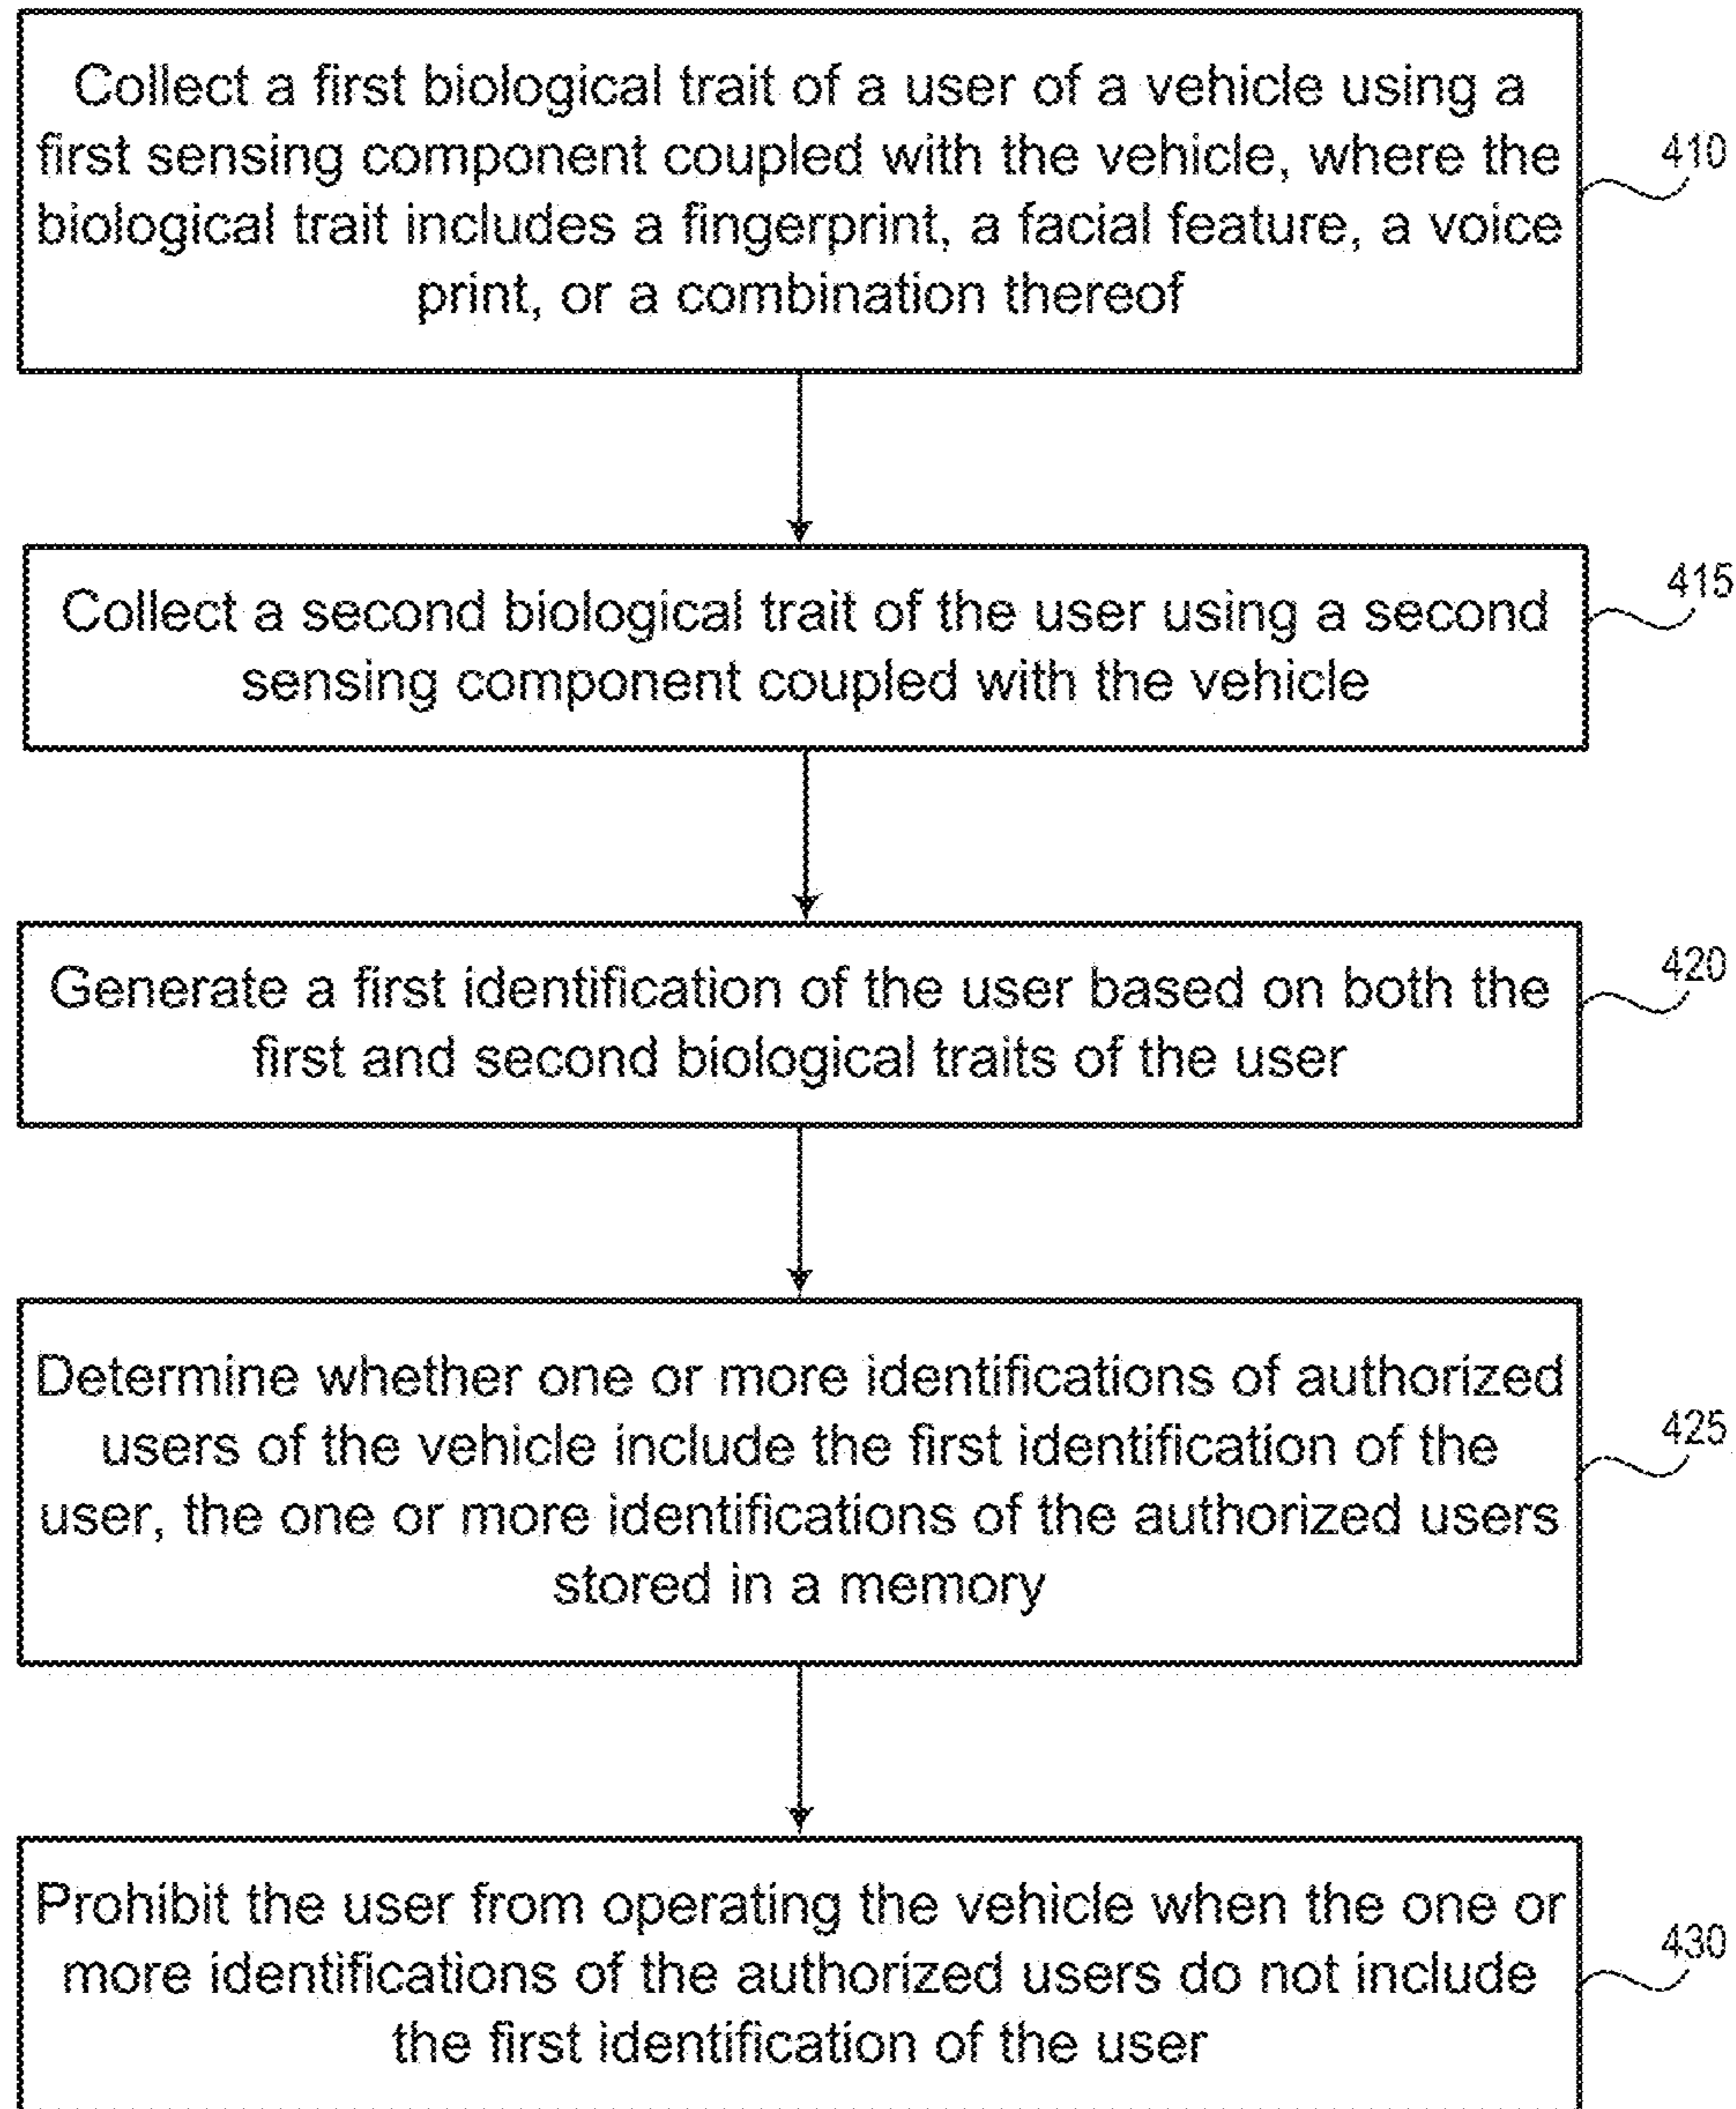 Collect a first biological trait of a user of a vehicle using a
first sensing component coupled with the vehicle, where the
biological trait includes a fingerprint, a facial feature, a voice
print, or a combination thereof
410
Collect a second biological trait of the user using a second
sensing component coupled with the vehicle
415
Generate a first identification of the user based on both the
first and second biological traits of the user
420
Determine whether one or more identifications of authorized
users of the vehicle include the first identification of the
user, the one or more identifications of the authorized users
stored in a memory
425
Prohibit the user from operating the vehicle when the one or
more identifications of the authorized users do not include
the first identification of the user
430